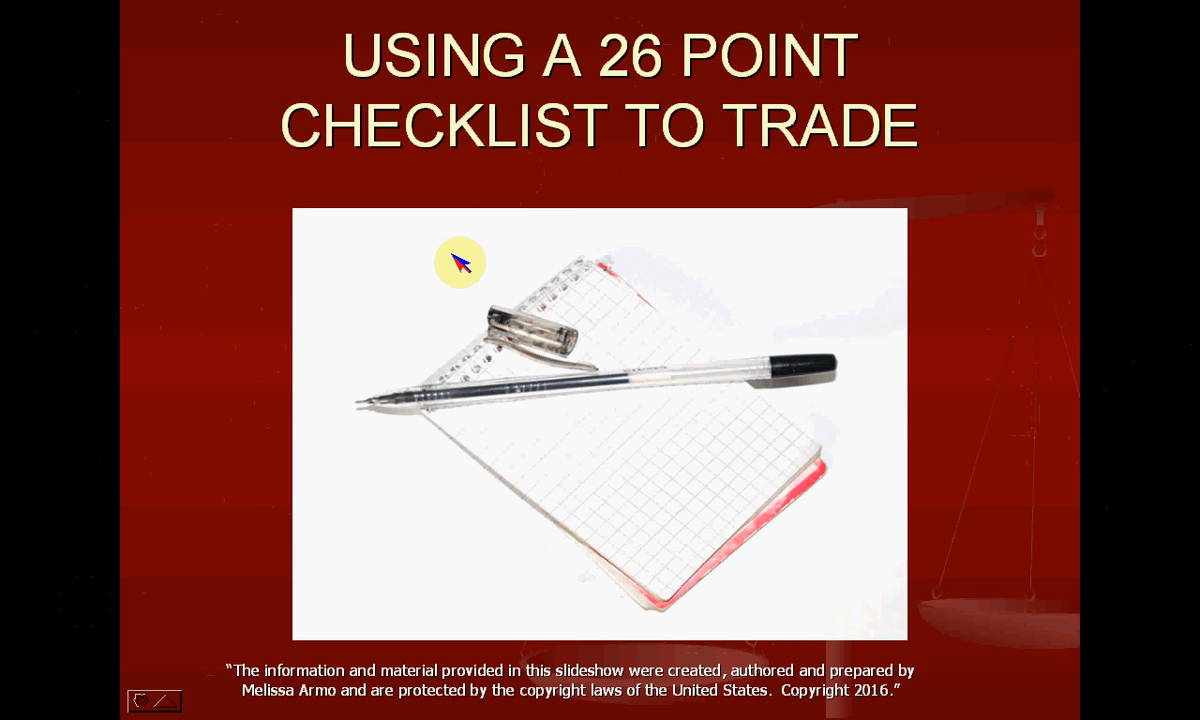 USING A 26 POINT
CHECKLIST TO TRADE
“The information and material provided in this slideshow were created, authored and prepared by
Melissa Armo and are protected by the copyright laws of the United States.  Copyright 2016.”